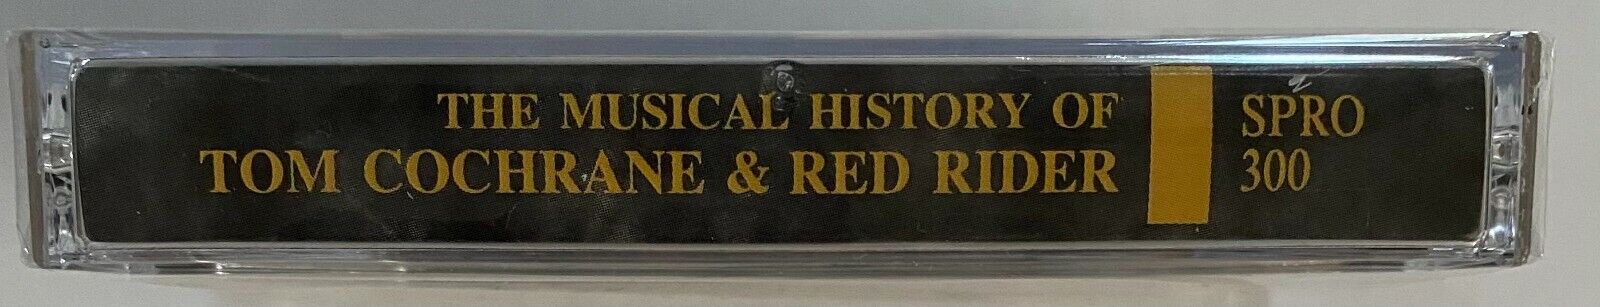 THE MUSICAL HISTORY OF
TOM COCHRANE & RED RIDER
SPRO
300